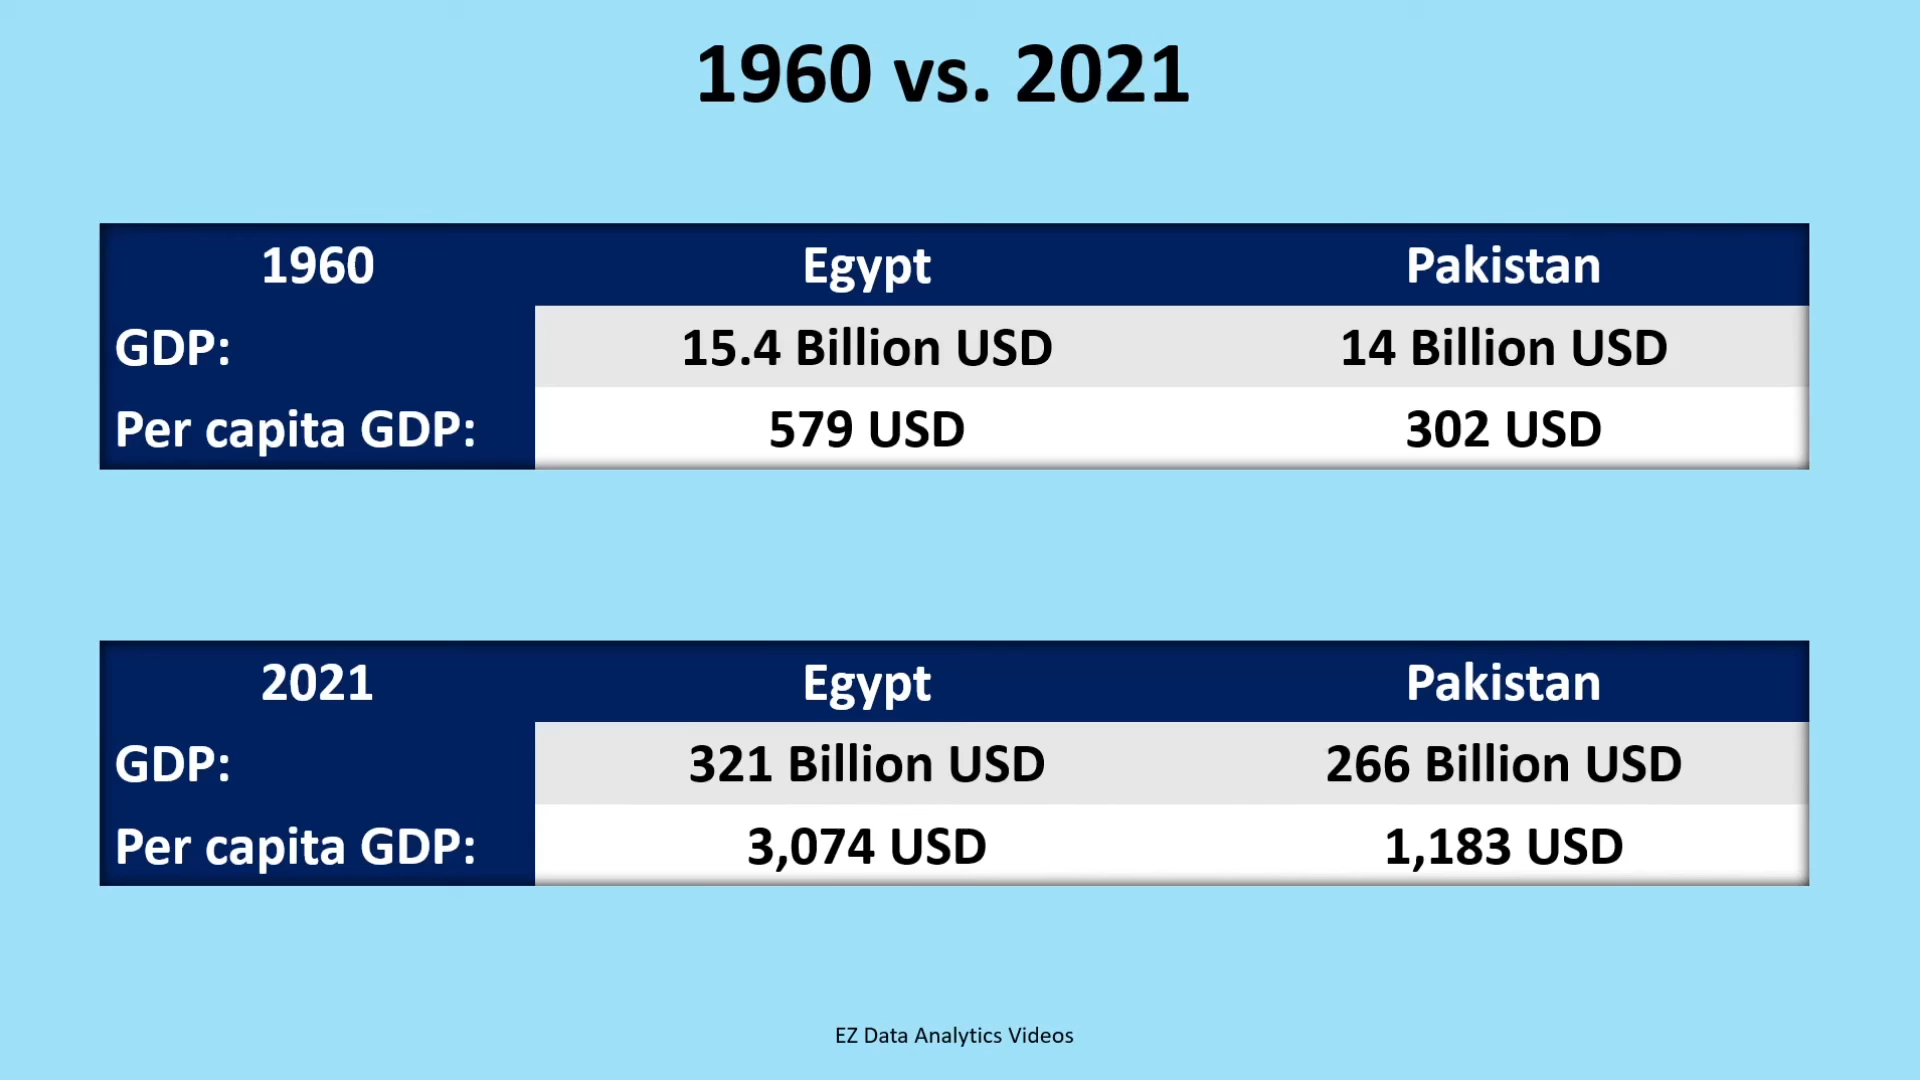 1960 vs. 2021
1960 Egypt Pakistan
GDP: 15.4 Billion USD 14 Billion USD
Per capita GDP: 579 USD 302 USD
2021 Egypt Pakistan
GDP: 321 Billion USD 266 Billion USD
Per capita GDP: 3,074 USD 1,183 USD
EZ Data Analytics Videos